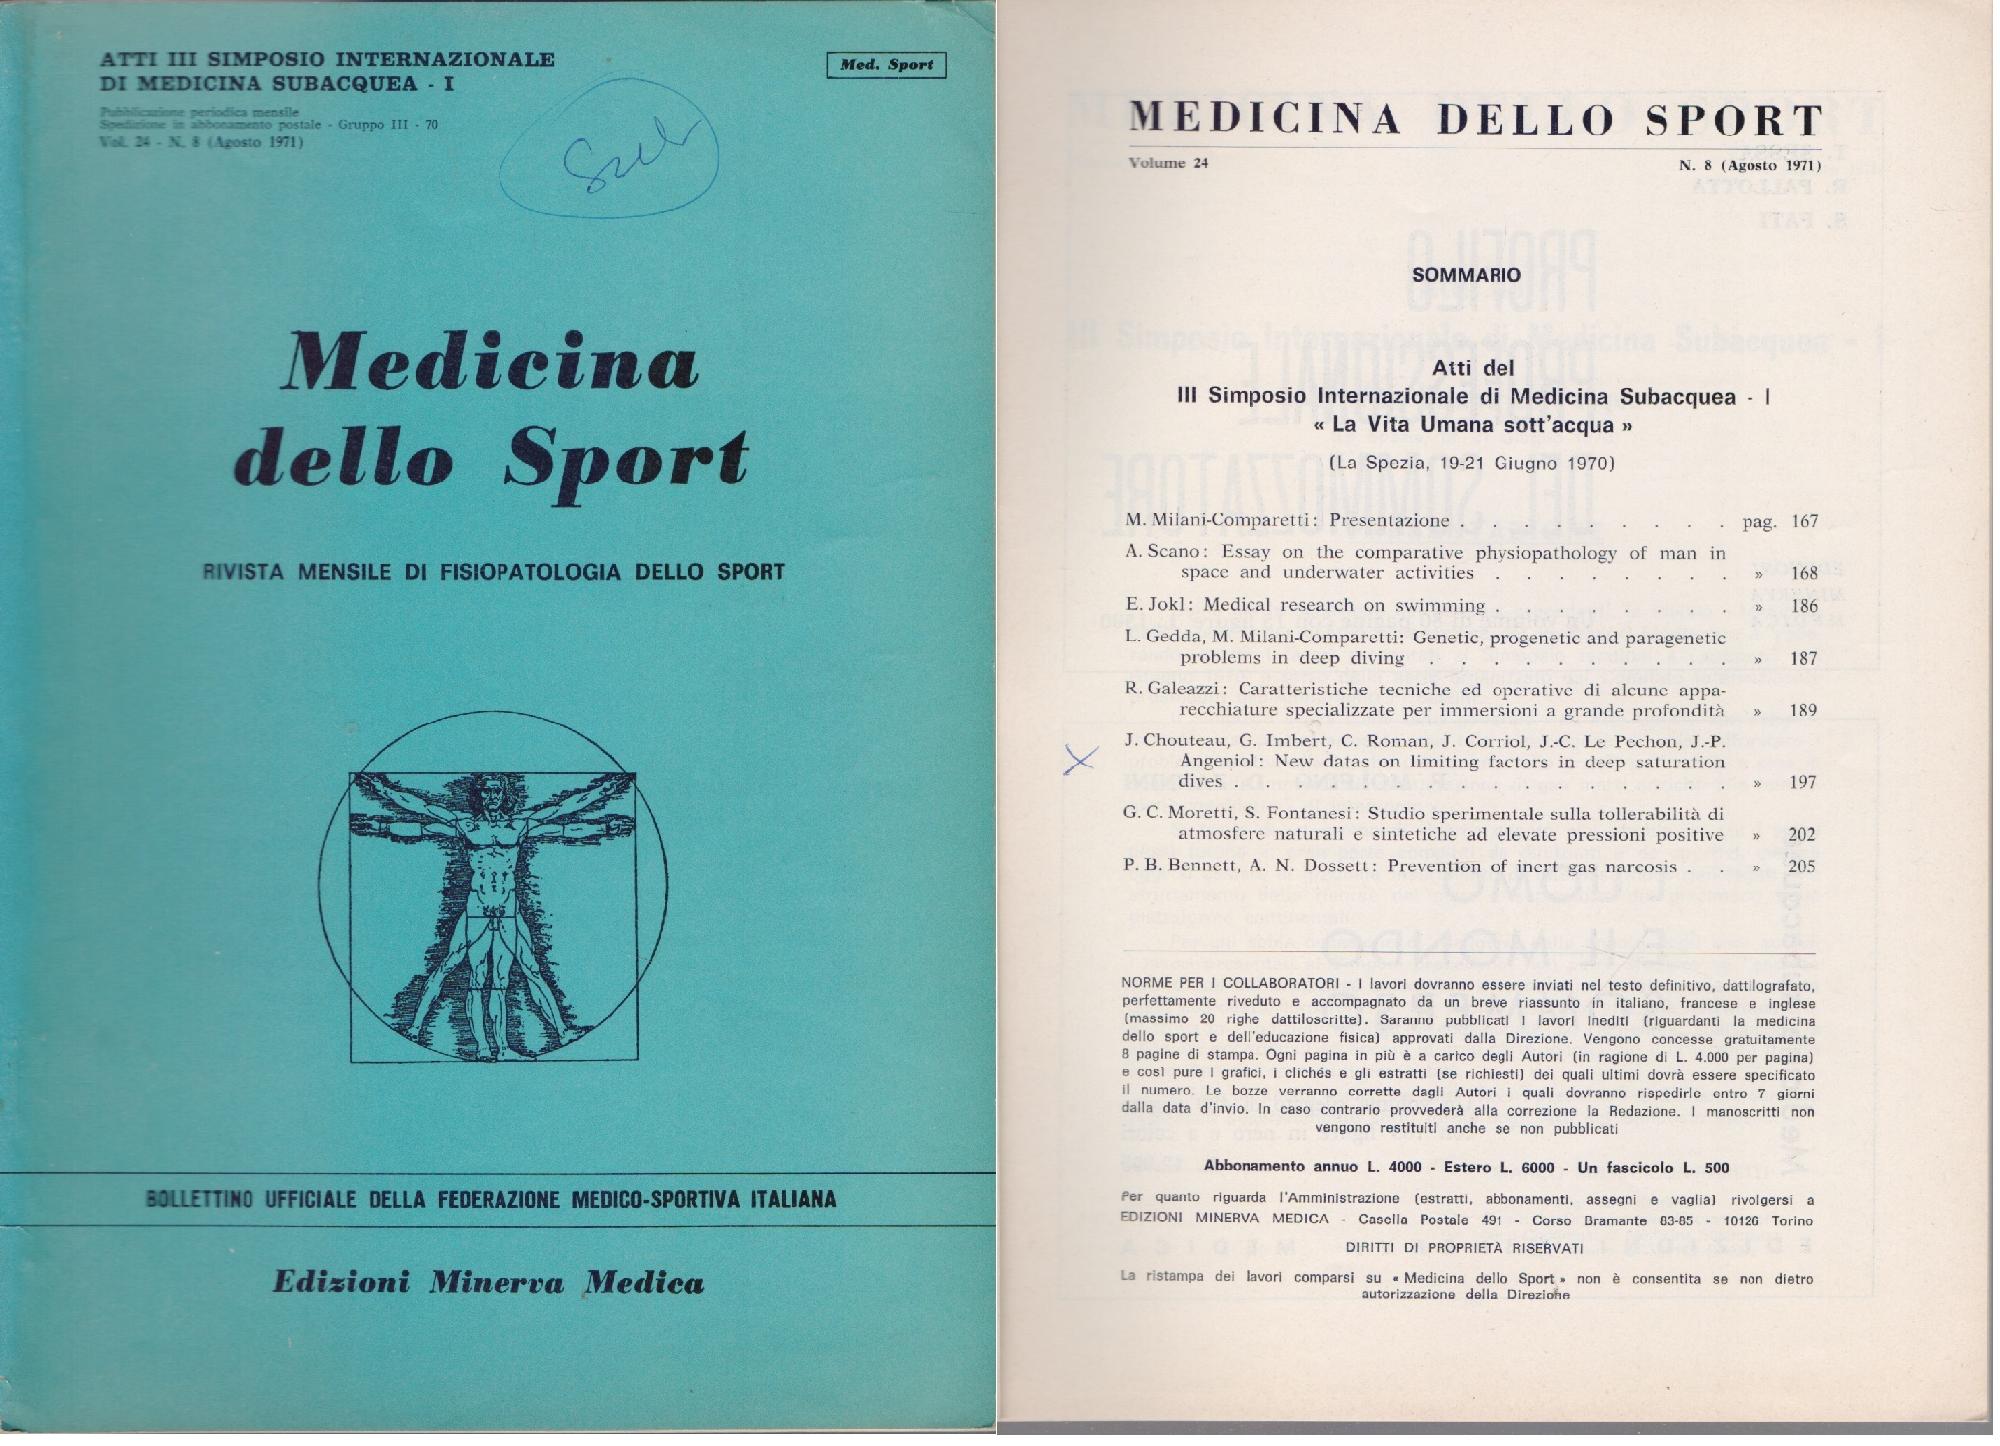 ATTI III SIMPOSIO INTERNAZIONALE
DI MEDICINA SUBACQUEA - I
Pubblicazione periodica mensile
Spedizione in abbonamento postale - Gruppo III - 70
Vol. 24 - N. 8 (Agosto 1971)
Med. Sport
Medicina
dello Sport
RIVISTA MENSILE DI FISIOPATOLOGIA DELLO SPORT
BOLLETTINO UFFICIALE DELLA FEDERAZIONE MEDICO-SPORTIVA ITALIANA
Edizioni Minerva Medica
MEDICINA DELLO SPORT
Volume 24
N. 8 (Agosto 1971)
SOMMARIO
Atti del
III Simposio Internazionale di Medicina Subacquea - I
« La Vita Umana sott'acqua »
(La Spezia, 19-21 Giugno 1970)
M. Milani-Comparetti: Presentazione . . . . . . . . . pag. 167
A. Scano: Essay on the comparative physiopathology of man in
space and underwater activities . . . . . . . . » 168
E. Jokl: Medical research on swimming . . . . . . . . » 186
L. Gedda, M. Milani-Comparetti: Genetic, progenetic and paragenetic
problems in deep diving . . . . . . . . . . » 187
R. Galeazzi: Caratteristiche tecniche ed operative di alcune appa-
recchiature specializzate per immersioni a grande profondità » 189
J. Chouteau, G. Imbert, C. Roman, J. Corriol, J.-C. Le Pechon, J.-P.
Angeniol: New datas on limiting factors in deep saturation
dives . . . . . . . . . . . . . . . . » 197
G. C. Moretti, S. Fontanesi: Studio sperimentale sulla tollerabilità di
atmosfere naturali e sintetiche ad elevate pressioni positive » 202
P. B. Bennett, A. N. Dossett: Prevention of inert gas narcosis . . » 205
NORME PER I COLLABORATORI - I lavori dovranno essere inviati nel testo definitivo, dattilografato,
perfettamente riveduto e accompagnato da un breve riassunto in italiano, francese e inglese
(massimo 20 righe dattiloscritte). Saranno pubblicati i lavori inediti (riguardanti la medicina
dello sport e dell'educazione fisica) approvati dalla Direzione. Vengono concesse gratuitamente
8 pagine di stampa. Ogni pagina in più è a carico degli Autori (in ragione di L. 4.000 per pagina)
e così pure i grafici, i clichés e gli estratti (se richiesti) dei quali ultimi dovrà essere specificato
il numero. Le bozze verranno corrette dagli Autori i quali dovranno rispedirle entro 7 giorni
dalla data d'invio. In caso contrario provvederà alla correzione la Redazione. I manoscritti non
vengono restituiti anche se non pubblicati
Abbonamento annuo L. 4000 - Estero L. 6000 - Un fascicolo L. 500
Per quanto riguarda l'Amministrazione (estratti, abbonamenti, assegni e vaglia) rivolgersi a
EDIZIONI MINERVA MEDICA - Casella Postale 491 - Corso Bramante 83-85 - 10126 Torino
DIRITTI DI PROPRIETÀ RISERVATI
La ristampa dei lavori comparsi su « Medicina dello Sport » non è consentita se non dietro
autorizzazione della Direzione